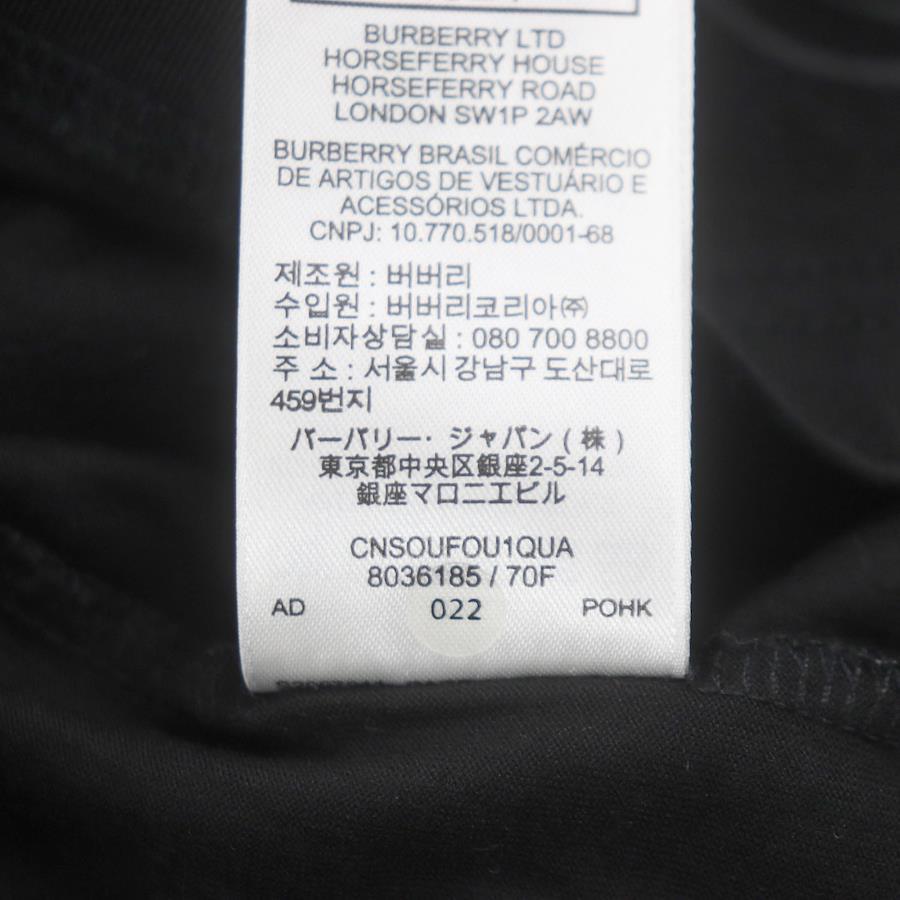 BURBERRY LTD
HORSEFERRY HOUSE
HORSEFERRY ROAD
LONDON SW1P 2AW
BURBERRY BRASIL COMÉRCIO
DE ARTIGOS DE VESTUÁRIO E
ACESSÓRIOS LTDA.
CNPJ: 10.770.518/0001-68
제조원 : 버버리
수입원 : 버버리코리아㈜
소비자상담실 : 080 700 8800
주 소 : 서울시 강남구 도산대로
459번지
バーバリー・ジャパン ( 株 )
東京都中央区銀座2-5-14
銀座マロニエビル
CNSOUFOU1QUA
8036185 / 70F
AD 022 POHK